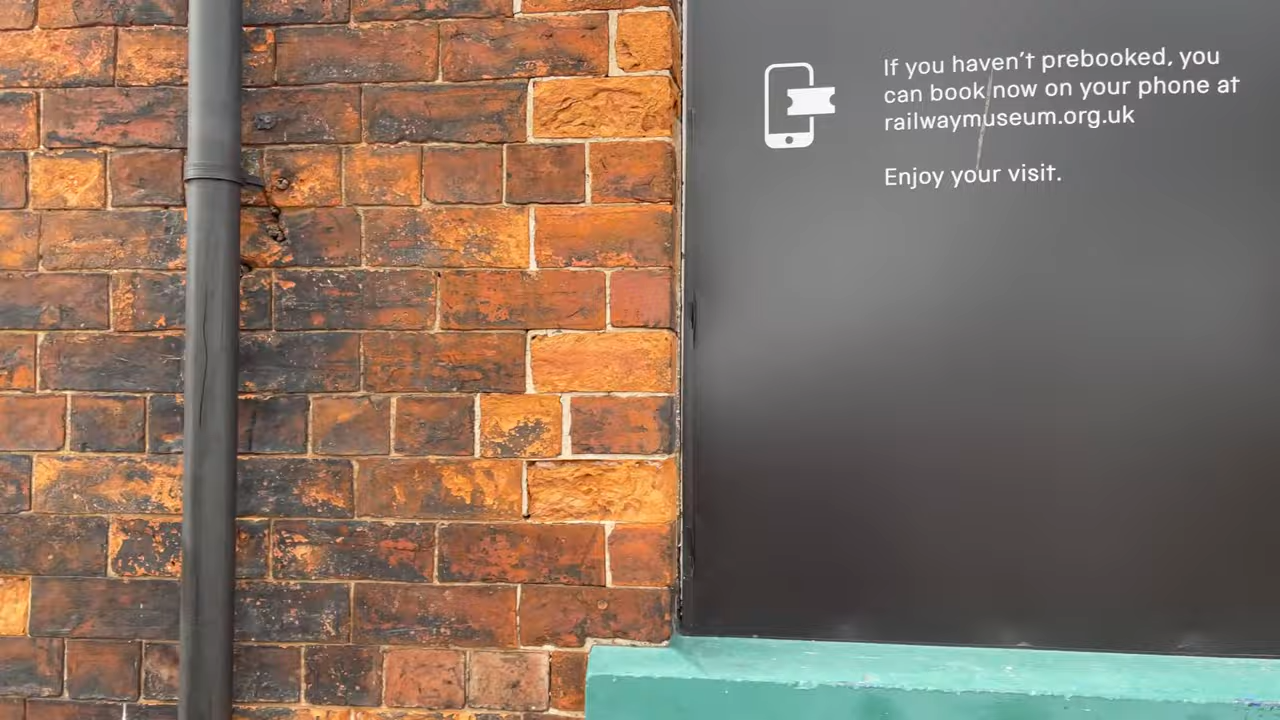 If you haven't prebooked, you
can book now on your phone at
railwaymuseum.org.uk
Enjoy your visit.